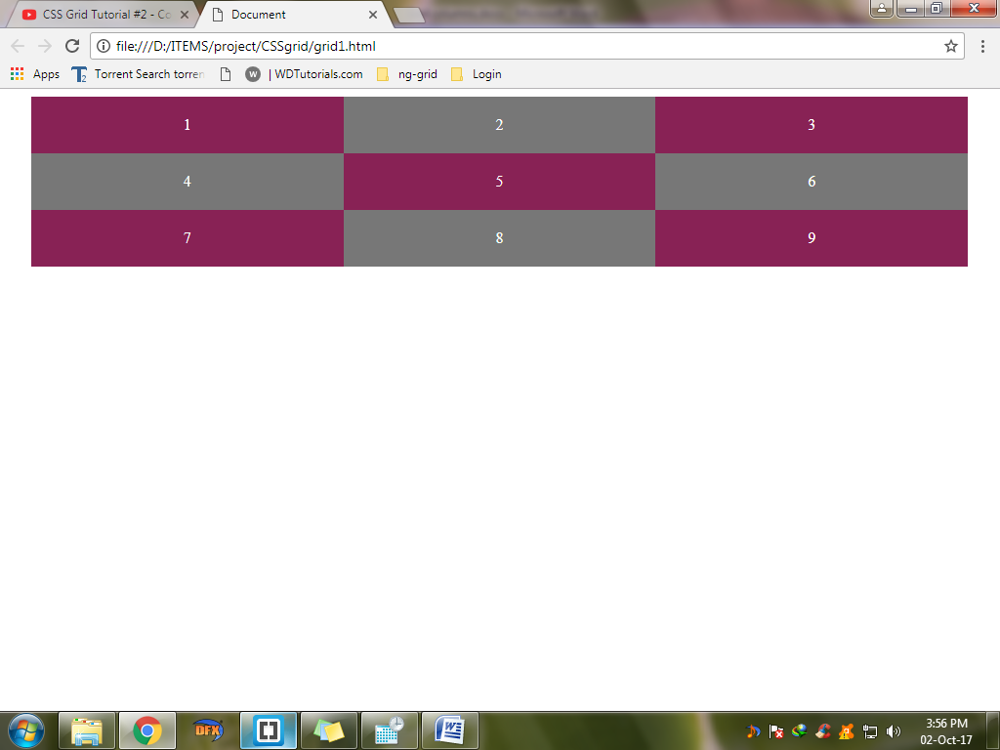 CSS Grid Tutorial #2 - Co
Document
file:///D:/ITEMS/project/CSSgrid/grid1.html
Apps
Torrent Search torren
W | WDTutorials.com
ng-grid
Login
1 2 3
4 5 6
7 8 9
DFX
3:56 PM
02-Oct-17